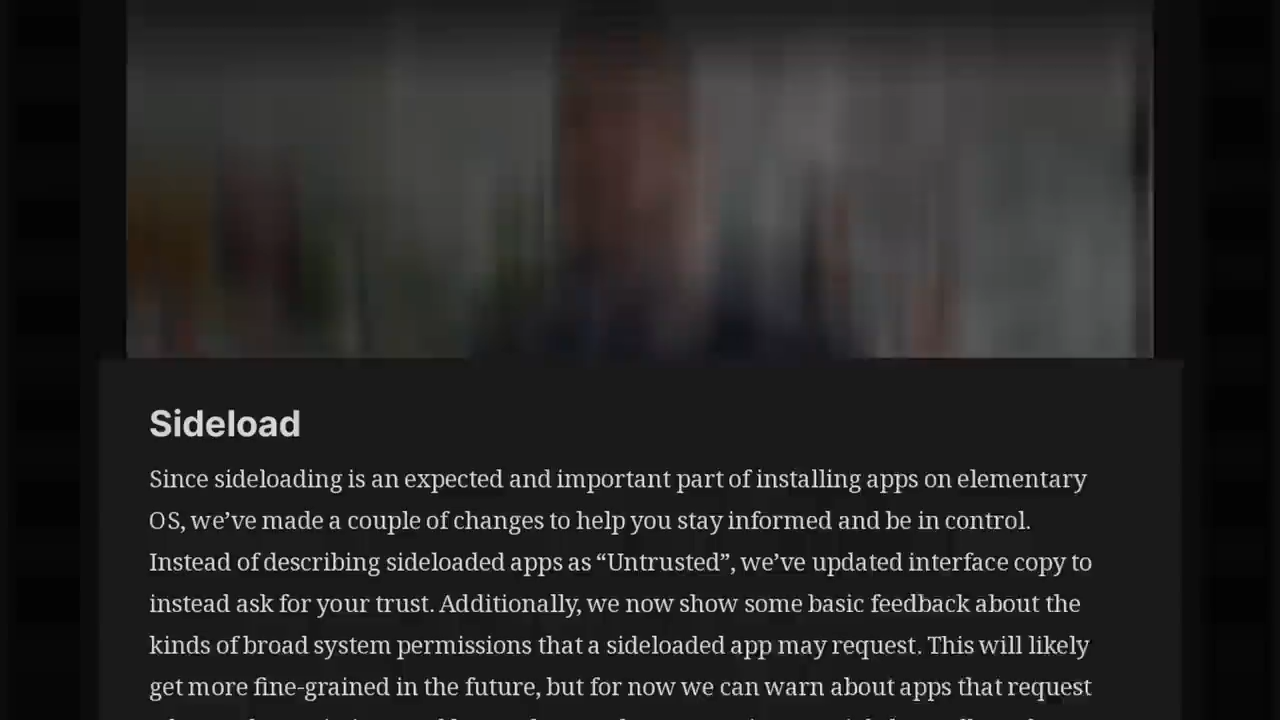 Sideload
Since sideloading is an expected and important part of installing apps on elementary
OS, we’ve made a couple of changes to help you stay informed and be in control.
Instead of describing sideloaded apps as “Untrusted”, we’ve updated interface copy to
instead ask for your trust. Additionally, we now show some basic feedback about the
kinds of broad system permissions that a sideloaded app may request. This will likely
get more fine-grained in the future, but for now we can warn about apps that request